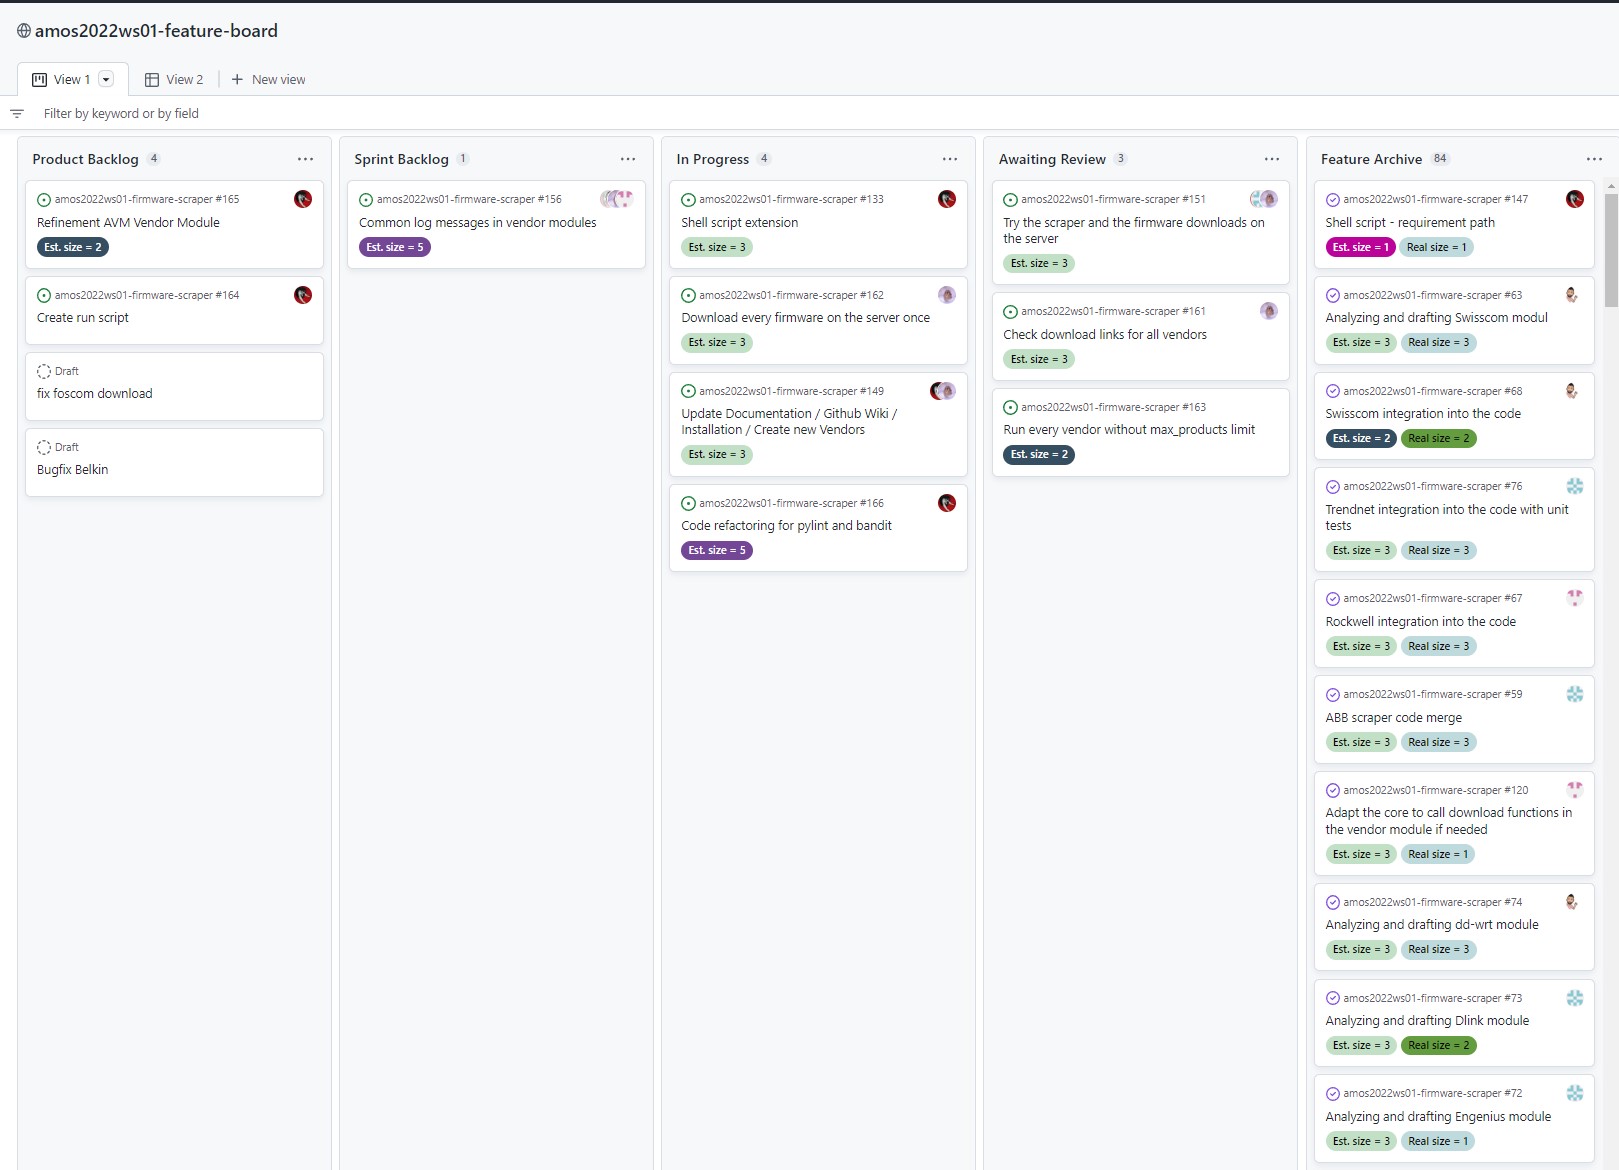 amos2022ws01-feature-board
View 1
View 2
New view
Filter by keyword or by field
Product Backlog 4
amos2022ws01-firmware-scraper #165
Refinement AVM Vendor Module
Est. size = 2
amos2022ws01-firmware-scraper #164
Create run script
Draft
fix foscom download
Draft
Bugfix Belkin
Sprint Backlog 1
amos2022ws01-firmware-scraper #156
Common log messages in vendor modules
Est. size = 5
In Progress 4
amos2022ws01-firmware-scraper #133
Shell script extension
Est. size = 3
amos2022ws01-firmware-scraper #162
Download every firmware on the server once
Est. size = 3
amos2022ws01-firmware-scraper #149
Update Documentation / Github Wiki /
Installation / Create new Vendors
Est. size = 3
amos2022ws01-firmware-scraper #166
Code refactoring for pylint and bandit
Est. size = 5
Awaiting Review 3
amos2022ws01-firmware-scraper #151
Try the scraper and the firmware downloads on
the server
Est. size = 3
amos2022ws01-firmware-scraper #161
Check download links for all vendors
Est. size = 3
amos2022ws01-firmware-scraper #163
Run every vendor without max_products limit
Est. size = 2
Feature Archive 84
amos2022ws01-firmware-scraper #147
Shell script - requirement path
Est. size = 1 Real size = 1
amos2022ws01-firmware-scraper #63
Analyzing and drafting Swisscom modul
Est. size = 3 Real size = 3
amos2022ws01-firmware-scraper #68
Swisscom integration into the code
Est. size = 2 Real size = 2
amos2022ws01-firmware-scraper #76
Trendnet integration into the code with unit
tests
Est. size = 3 Real size = 3
amos2022ws01-firmware-scraper #67
Rockwell integration into the code
Est. size = 3 Real size = 3
amos2022ws01-firmware-scraper #59
ABB scraper code merge
Est. size = 3 Real size = 3
amos2022ws01-firmware-scraper #120
Adapt the core to call download functions in
the vendor module if needed
Est. size = 3 Real size = 1
amos2022ws01-firmware-scraper #74
Analyzing and drafting dd-wrt module
Est. size = 3 Real size = 3
amos2022ws01-firmware-scraper #73
Analyzing and drafting Dlink module
Est. size = 3 Real size = 2
amos2022ws01-firmware-scraper #72
Analyzing and drafting Engenius module
Est. size = 3 Real size = 1